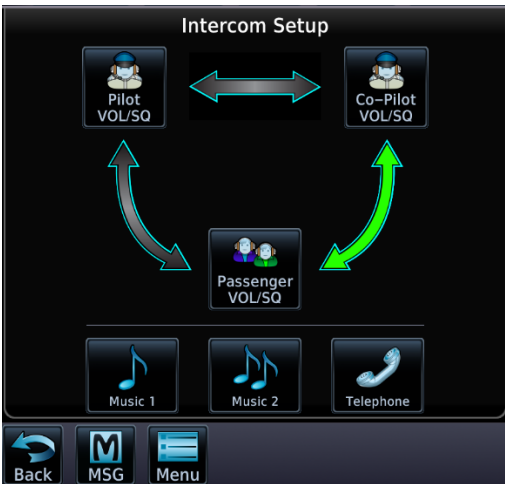 Intercom Setup
Pilot
VOL/SQ
Co-Pilot
VOL/SQ
Passenger
VOL/SQ
Music 1
Music 2
Telephone
Back
MSG
Menu